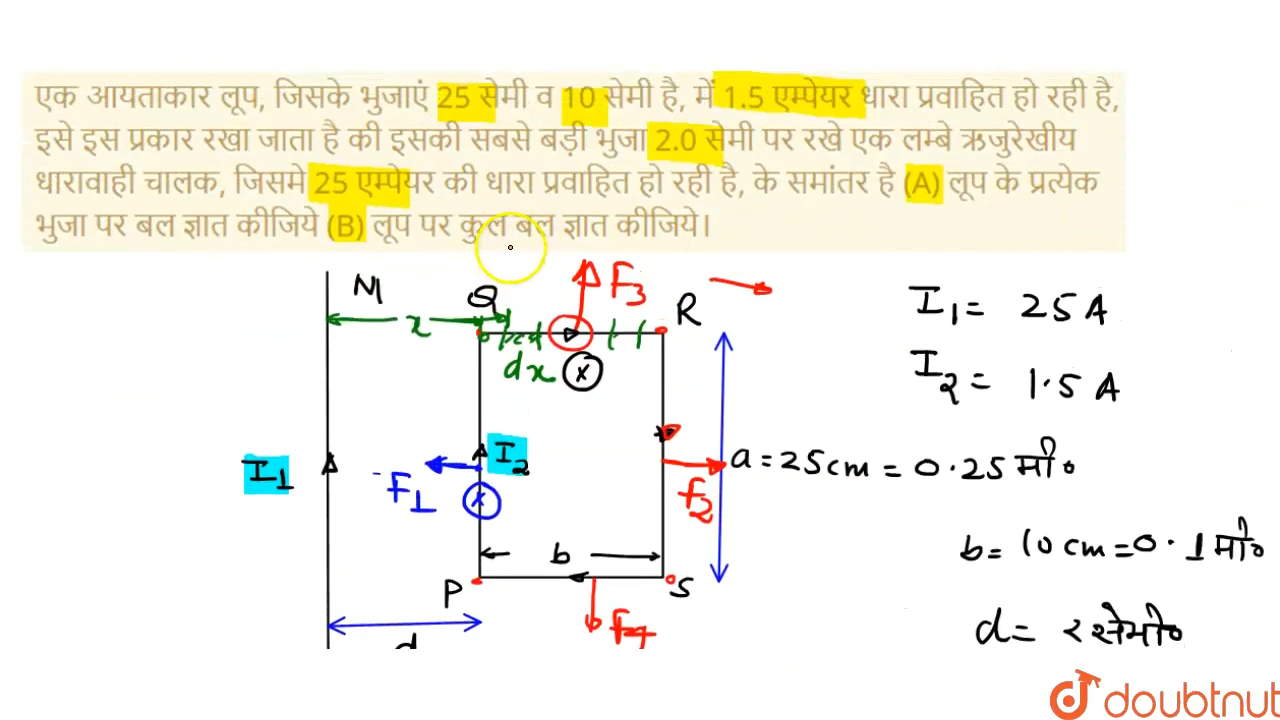 एक आयताकार लूप, जिसके भुजाएं 25 सेमी व 10 सेमी है, में 1.5 एम्पेयर धारा प्रवाहित हो रही है,
इसे इस प्रकार रखा जाता है की इसकी सबसे बड़ी भुजा 2.0 सेमी पर रखे एक लम्बे ऋजुरेखीय
धारावाही चालक, जिसमे 25 एम्पेयर की धारा प्रवाहित हो रही है, के समांतर है (A) लूप के प्रत्येक
भुजा पर बल ज्ञात कीजिये (B) लूप पर कुल बल ज्ञात कीजिये।
M
Q
F3
R
I1 = 25 A
x
dx
x
I2 = 1.5 A
I1
I2
F1
x
F2
a = 25 cm = 0.25 मी०
b
b = 10 cm = 0.1 मी०
P
S
F4
d
d = 2 सेमी०
doubtnut